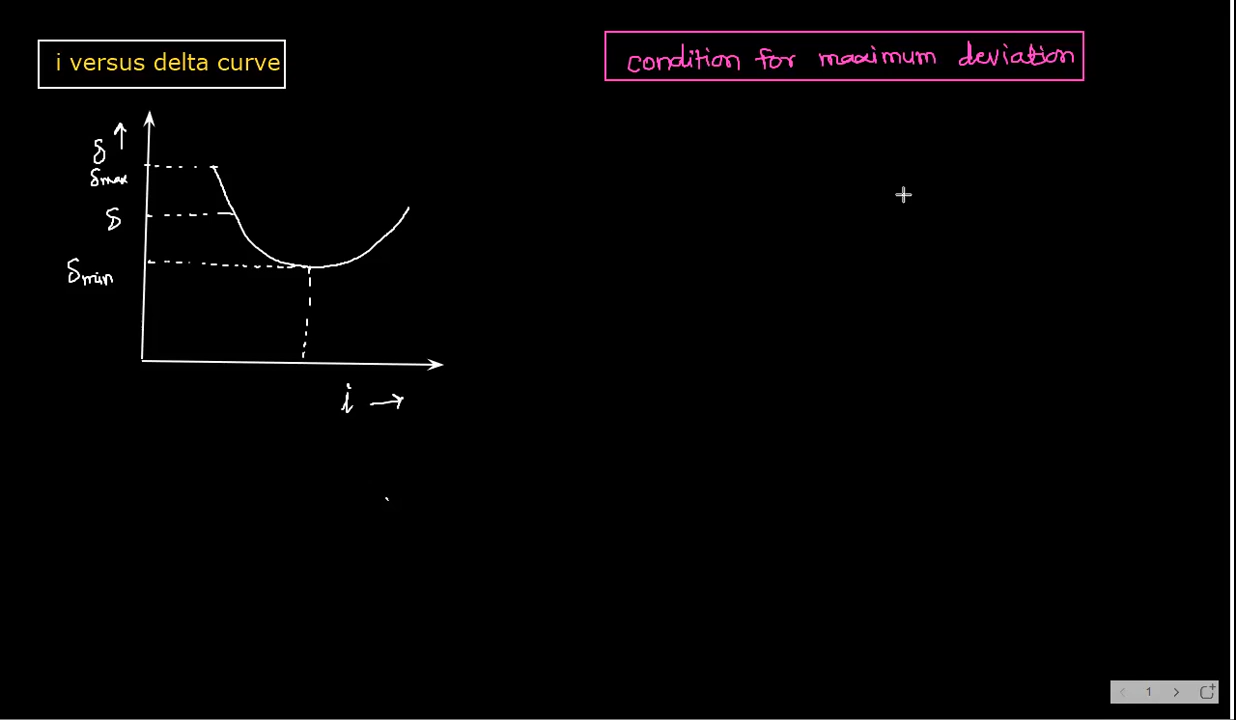 i versus delta curve
condition for maximum deviation
δ ↑
δmax
δ
δmin
i →
1